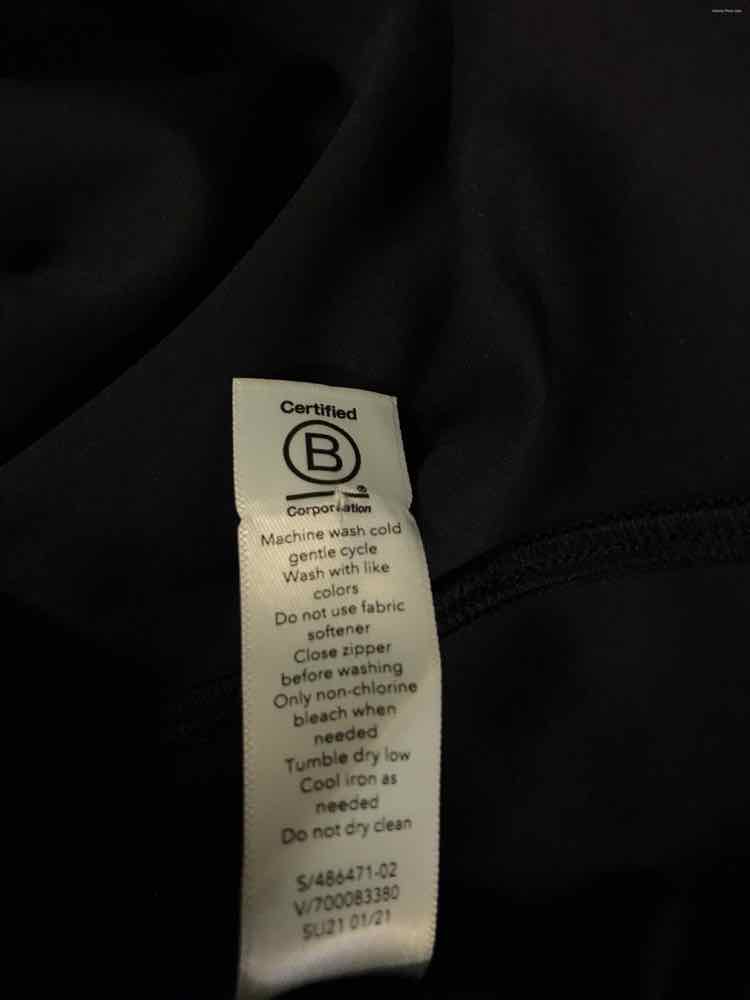 Certified
B
®
Corporation
Machine wash cold
gentle cycle
Wash with like
colors
Do not use fabric
softener
Close zipper
before washing
Only non-chlorine
bleach when
needed
Tumble dry low
Cool iron as
needed
Do not dry clean
S/486471-02
V/700083380
SU21 01/21